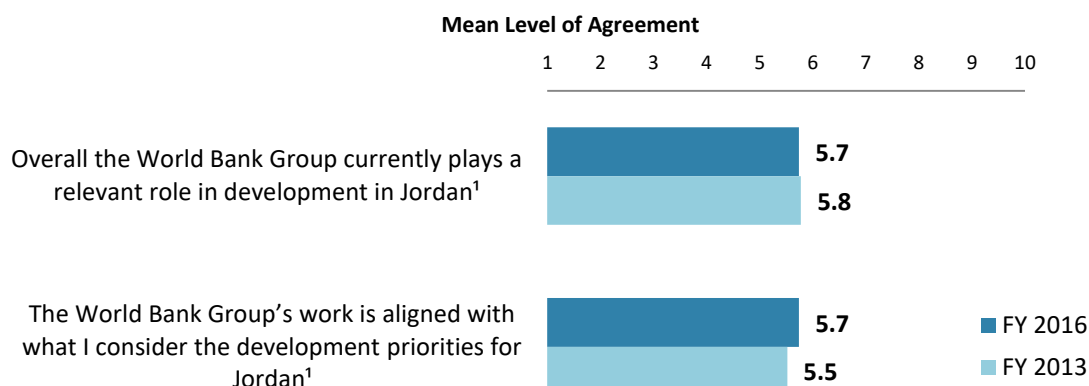 Mean Level of Agreement
1 2 3 4 5 6 7 8 9 10
Overall the World Bank Group currently plays a
relevant role in development in Jordan¹
5.7
5.8
The World Bank Group’s work is aligned with
what I consider the development priorities for
Jordan¹
5.7
5.5
FY 2016
FY 2013